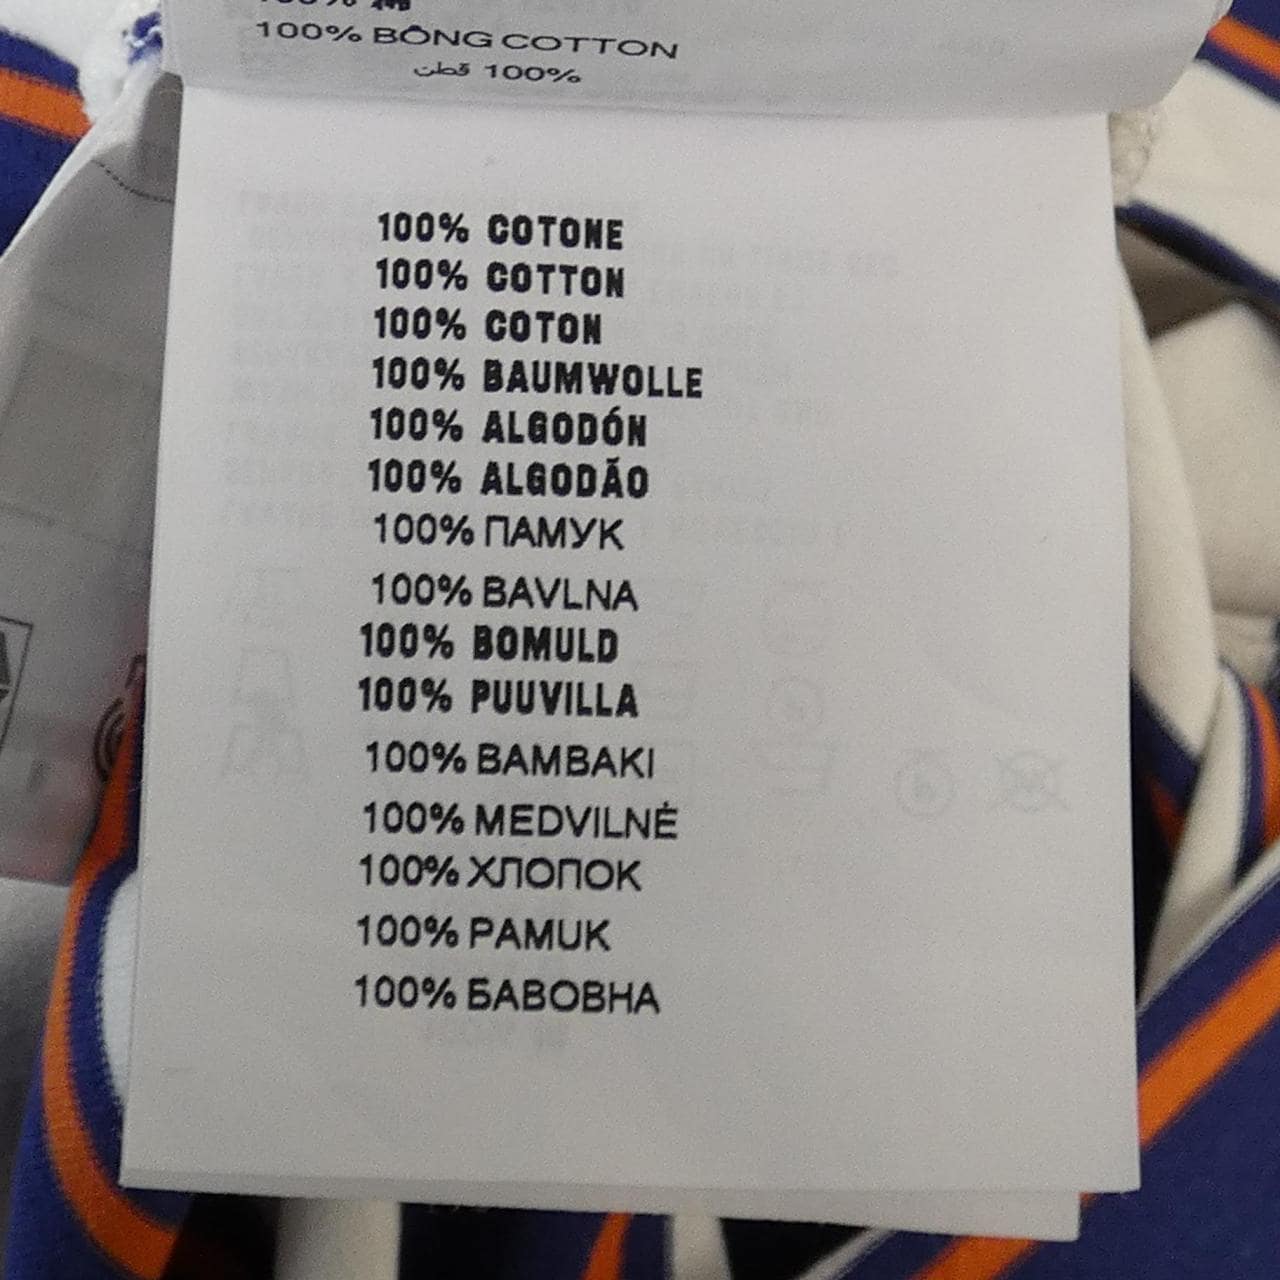 100% BÔNG COTTON
100% قطن
100% COTONE
100% COTTON
100% COTON
100% BAUMWOLLE
100% ALGODÓN
100% ALGODÃO
100% ПАМУК
100% BAVLNA
100% BOMULD
100% PUUVILLA
100% BAMBAKI
100% MEDVILNĖ
100% ХЛОПОК
100% PAMUK
100% БАВОВНА